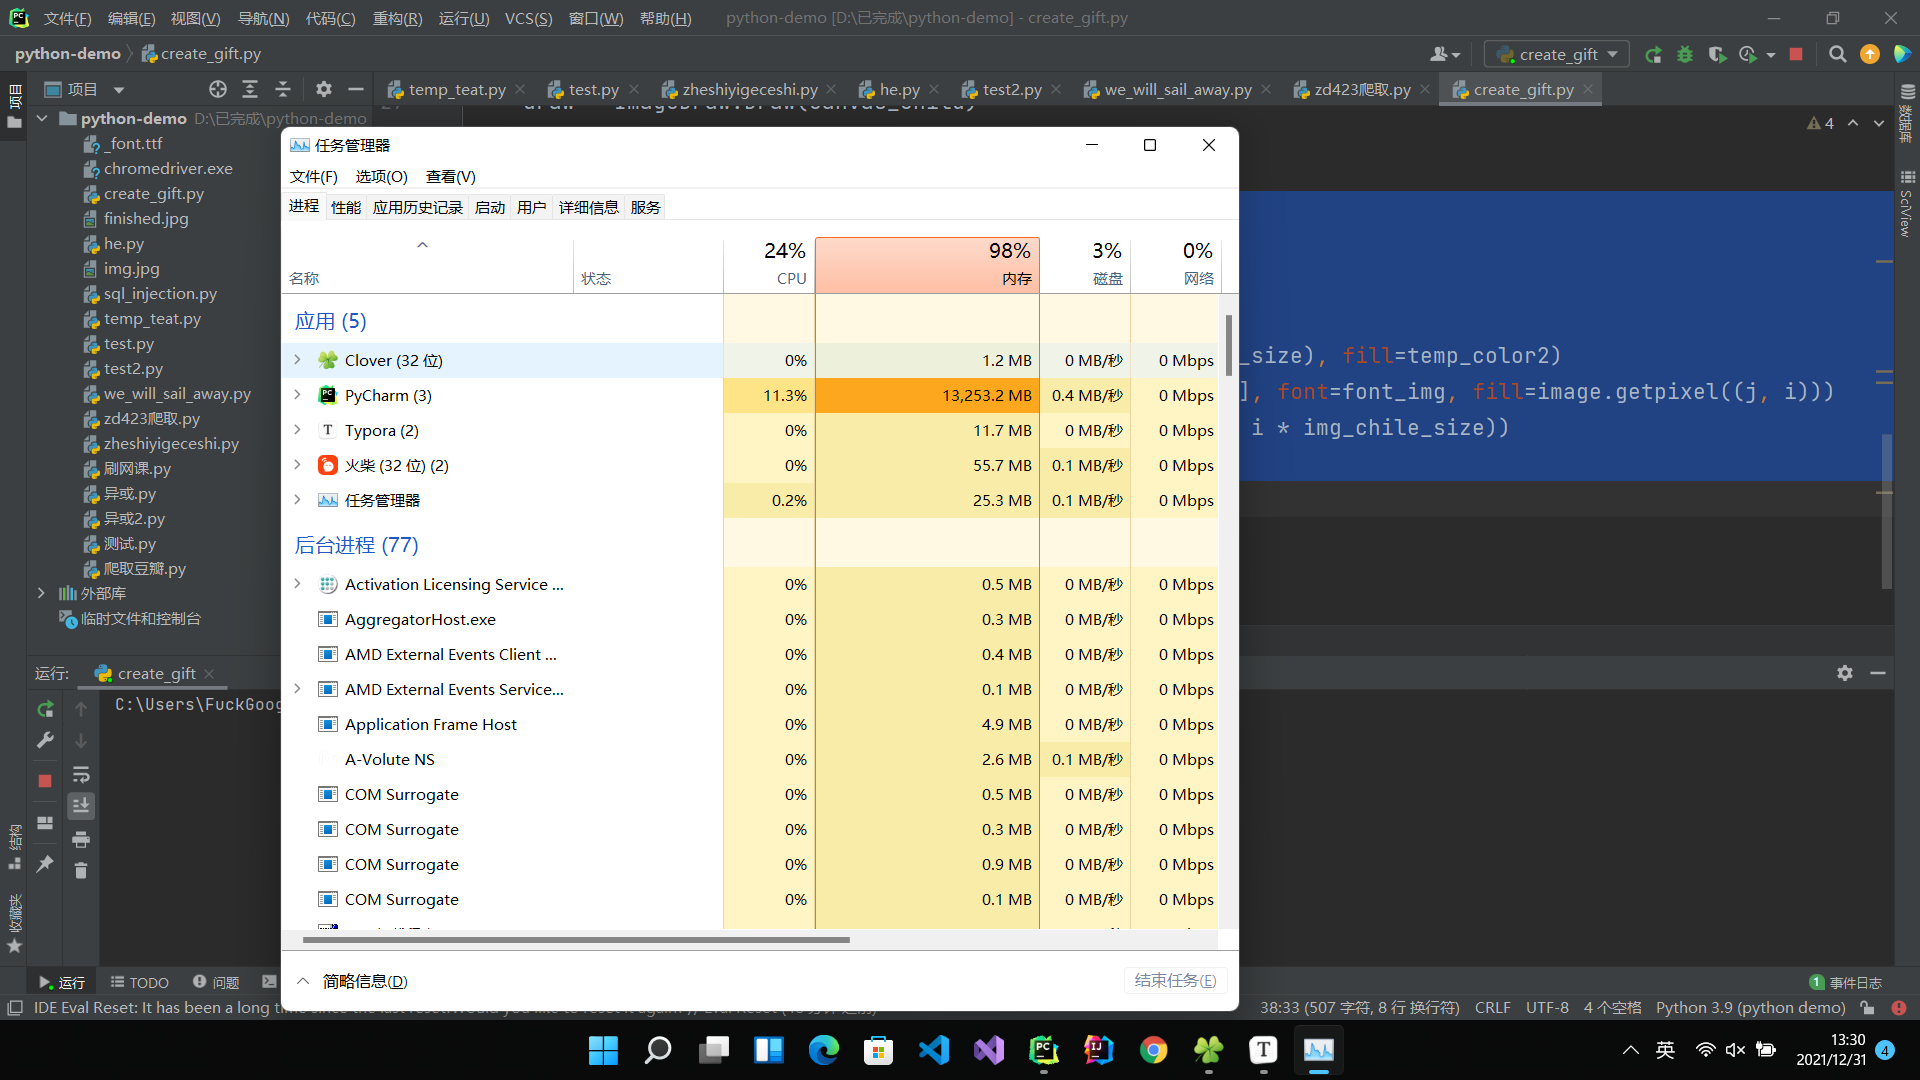 文件(F) 编辑(E) 视图(V) 导航(N) 代码(C) 重构(R) 运行(U) VCS(S) 窗口(W) 帮助(H) python-demo [D:\已完成\python-demo] - create_gift.py
python-demo create_gift.py
create_gift
项目
temp_teat.py test.py zheshiyigeceshi.py he.py test2.py we_will_sail_away.py zd423爬取.py create_gift.py
项目
结构
收藏夹
数据库
SciView
4
python-demo D:\已完成\python-demo
_font.ttf
chromedriver.exe
create_gift.py
finished.jpg
he.py
img.jpg
sql_injection.py
temp_teat.py
test.py
test2.py
we_will_sail_away.py
zd423爬取.py
zheshiyigeceshi.py
刷网课.py
异或.py
异或2.py
测试.py
爬取豆瓣.py
外部库
临时文件和控制台
_size), fill=temp_color2)
], font=font_img, fill=image.getpixel((j, i)))
i * img_chile_size))
任务管理器
文件(F) 选项(O) 查看(V)
进程 性能 应用历史记录 启动 用户 详细信息 服务
24% 98% 3% 0%
名称 状态 CPU 内存 磁盘 网络
应用 (5)
Clover (32 位) 0% 1.2 MB 0 MB/秒 0 Mbps
PyCharm (3) 11.3% 13,253.2 MB 0.4 MB/秒 0 Mbps
Typora (2) 0% 11.7 MB 0 MB/秒 0 Mbps
火柴 (32 位) (2) 0% 55.7 MB 0.1 MB/秒 0 Mbps
任务管理器 0.2% 25.3 MB 0.1 MB/秒 0 Mbps
后台进程 (77)
Activation Licensing Service ... 0% 0.5 MB 0 MB/秒 0 Mbps
AggregatorHost.exe 0% 0.3 MB 0 MB/秒 0 Mbps
AMD External Events Client ... 0% 0.4 MB 0 MB/秒 0 Mbps
AMD External Events Service... 0% 0.1 MB 0 MB/秒 0 Mbps
Application Frame Host 0% 4.9 MB 0 MB/秒 0 Mbps
A-Volute NS 0% 2.6 MB 0.1 MB/秒 0 Mbps
COM Surrogate 0% 0.5 MB 0 MB/秒 0 Mbps
COM Surrogate 0% 0.3 MB 0 MB/秒 0 Mbps
COM Surrogate 0% 0.9 MB 0 MB/秒 0 Mbps
COM Surrogate 0% 0.1 MB 0 MB/秒 0 Mbps
简略信息(D) 结束任务(E)
运行: create_gift
C:\Users\FuckGoog
运行 TODO 问题 1 事件日志
IDE Eval Reset: It has been a long
38:33 (507 字符, 8 行 换行符) CRLF UTF-8 4 个空格 Python 3.9 (python demo)
英 13:30
2021/12/31 4